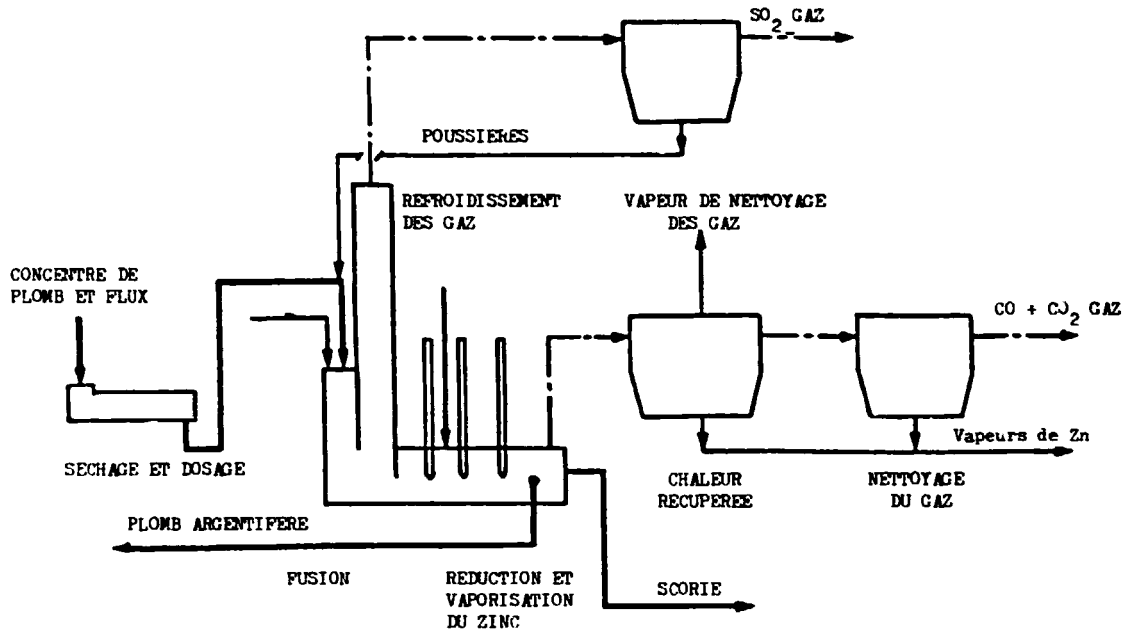 SO2 GAZ
POUSSIERES
REFROIDISSEMENT
DES GAZ
VAPEUR DE NETTOYAGE
DES GAZ
CONCENTRE DE
PLOMB ET FLUX
CO + CO2 GAZ
Vapeurs de Zn
SECHAGE ET DOSAGE
CHALEUR
RECUPEREE
NETTOYAGE
DU GAZ
PLOMB ARGENTIFERE
FUSION
REDUCTION ET
VAPORISATION
DU ZINC
SCORIE